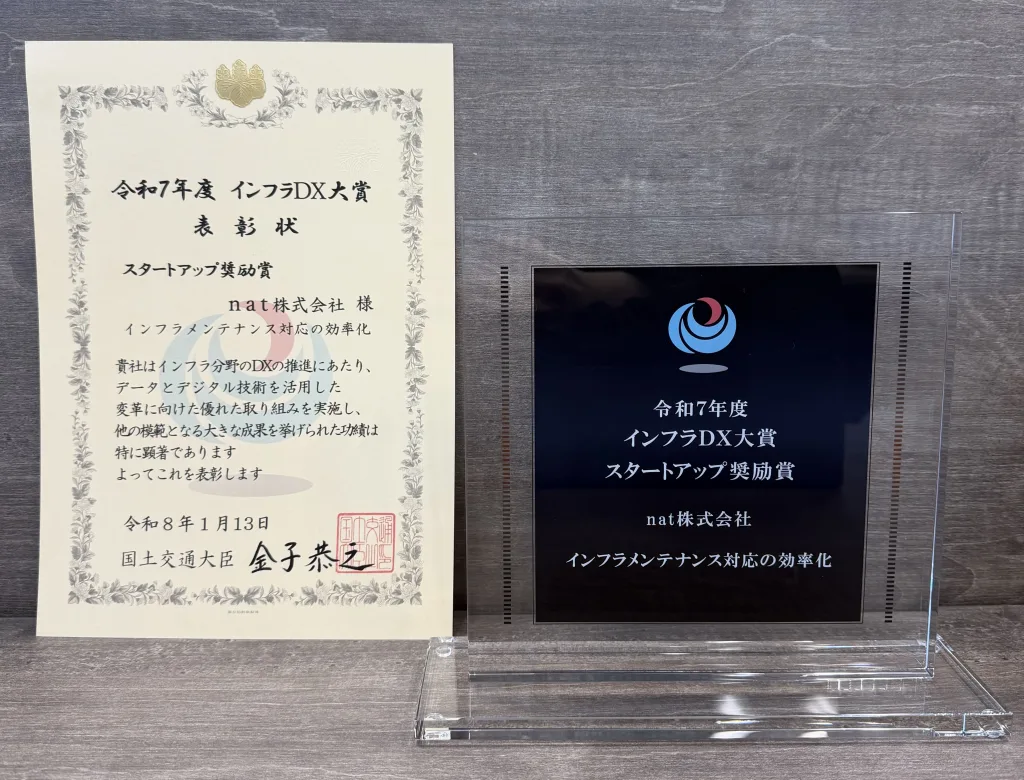 令和7年度 インフラDX大賞
表彰状
スタートアップ奨励賞
nat株式会社 様
インフラメンテナンス対応の効率化
貴社はインフラ分野のDXの推進にあたり、
データとデジタル技術を活用した
変革に向けた優れた取り組みを実施し、
他の模範となる大きな成果を挙げられた功績は
特に顕著であります
よってこれを表彰します
令和8年1月13日
国土交通大臣 金子恭之
令和7年度
インフラDX大賞
スタートアップ奨励賞
nat株式会社
インフラメンテナンス対応の効率化